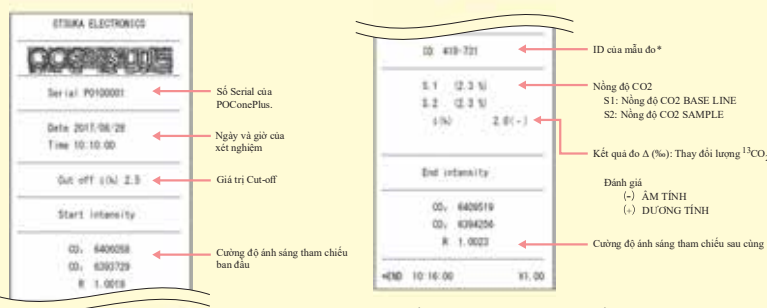 OTSUKA ELECTRONICS
POConePLUS
Serial P0100001
Số Serial của
POConePlus.
Date 2017/06/28
Time 10:10:00
Ngày và giờ của
xét nghiệm
Cut off Δ(‰) 2.5
Giá trị Cut-off
Start intensity
CO₂ 6406058
CO₂ 6393729
R 1.0019
Cường độ ánh sáng tham chiếu
ban đầu
ID 419-731
ID của mẫu đo*
S.1 (2.3 %)
S.2 (2.3 %)
Δ(‰) 2.0(-)
Nồng độ CO2
S1: Nồng độ CO2 BASE LINE
S2: Nồng độ CO2 SAMPLE
Kết quả đo Δ (‰): Thay đổi lượng ¹³CO₂
Đánh giá
(-) ÂM TÍNH
(+) DƯƠNG TÍNH
End intensity
CO₂ 6409519
CO₂ 6394256
R 1.0023
Cường độ ánh sáng tham chiếu sau cùng
*END 10:16:00 V1.00